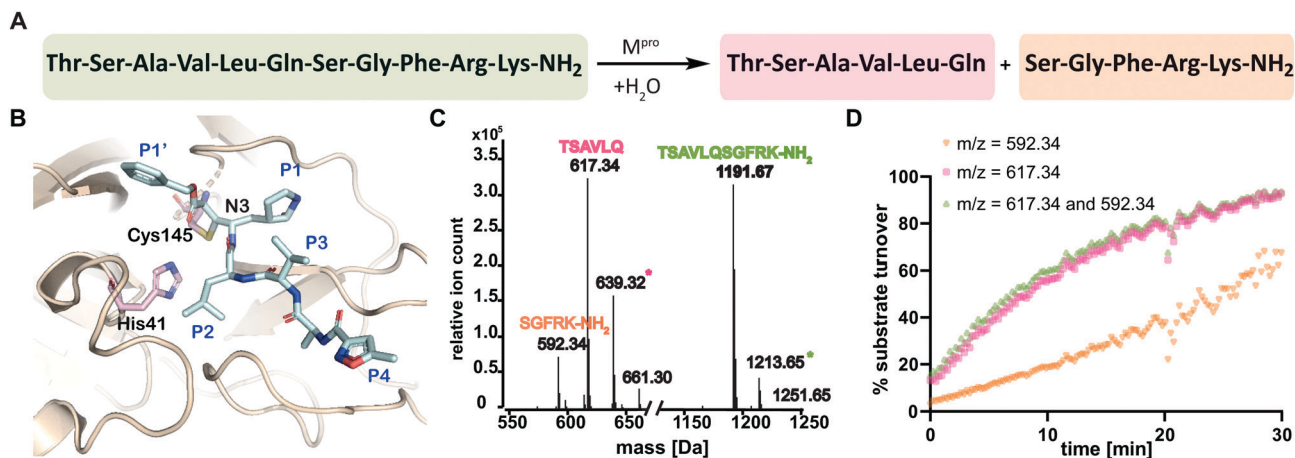 A
Thr-Ser-Ala-Val-Leu-Gln-Ser-Gly-Phe-Arg-Lys-NH₂
Mᵖʳᵒ
+H₂O
Thr-Ser-Ala-Val-Leu-Gln
+
Ser-Gly-Phe-Arg-Lys-NH₂
B
P1'
P1
N3
Cys145
P3
His41
P2
P4
C
x10⁵
3.5
3.0
2.5
2.0
1.5
1.0
0.5
0
relative ion count
TSAVLQ
617.34
639.32 *
SGFRK-NH₂
592.34
661.30
TSAVLQSGFRK-NH₂
1191.67
1213.65 *
1251.65
550 600 650 1150 1200 1250
mass [Da]
D
m/z = 592.34
m/z = 617.34
m/z = 617.34 and 592.34
100
80
60
40
20
0
% substrate turnover
0 10 20 30
time [min]